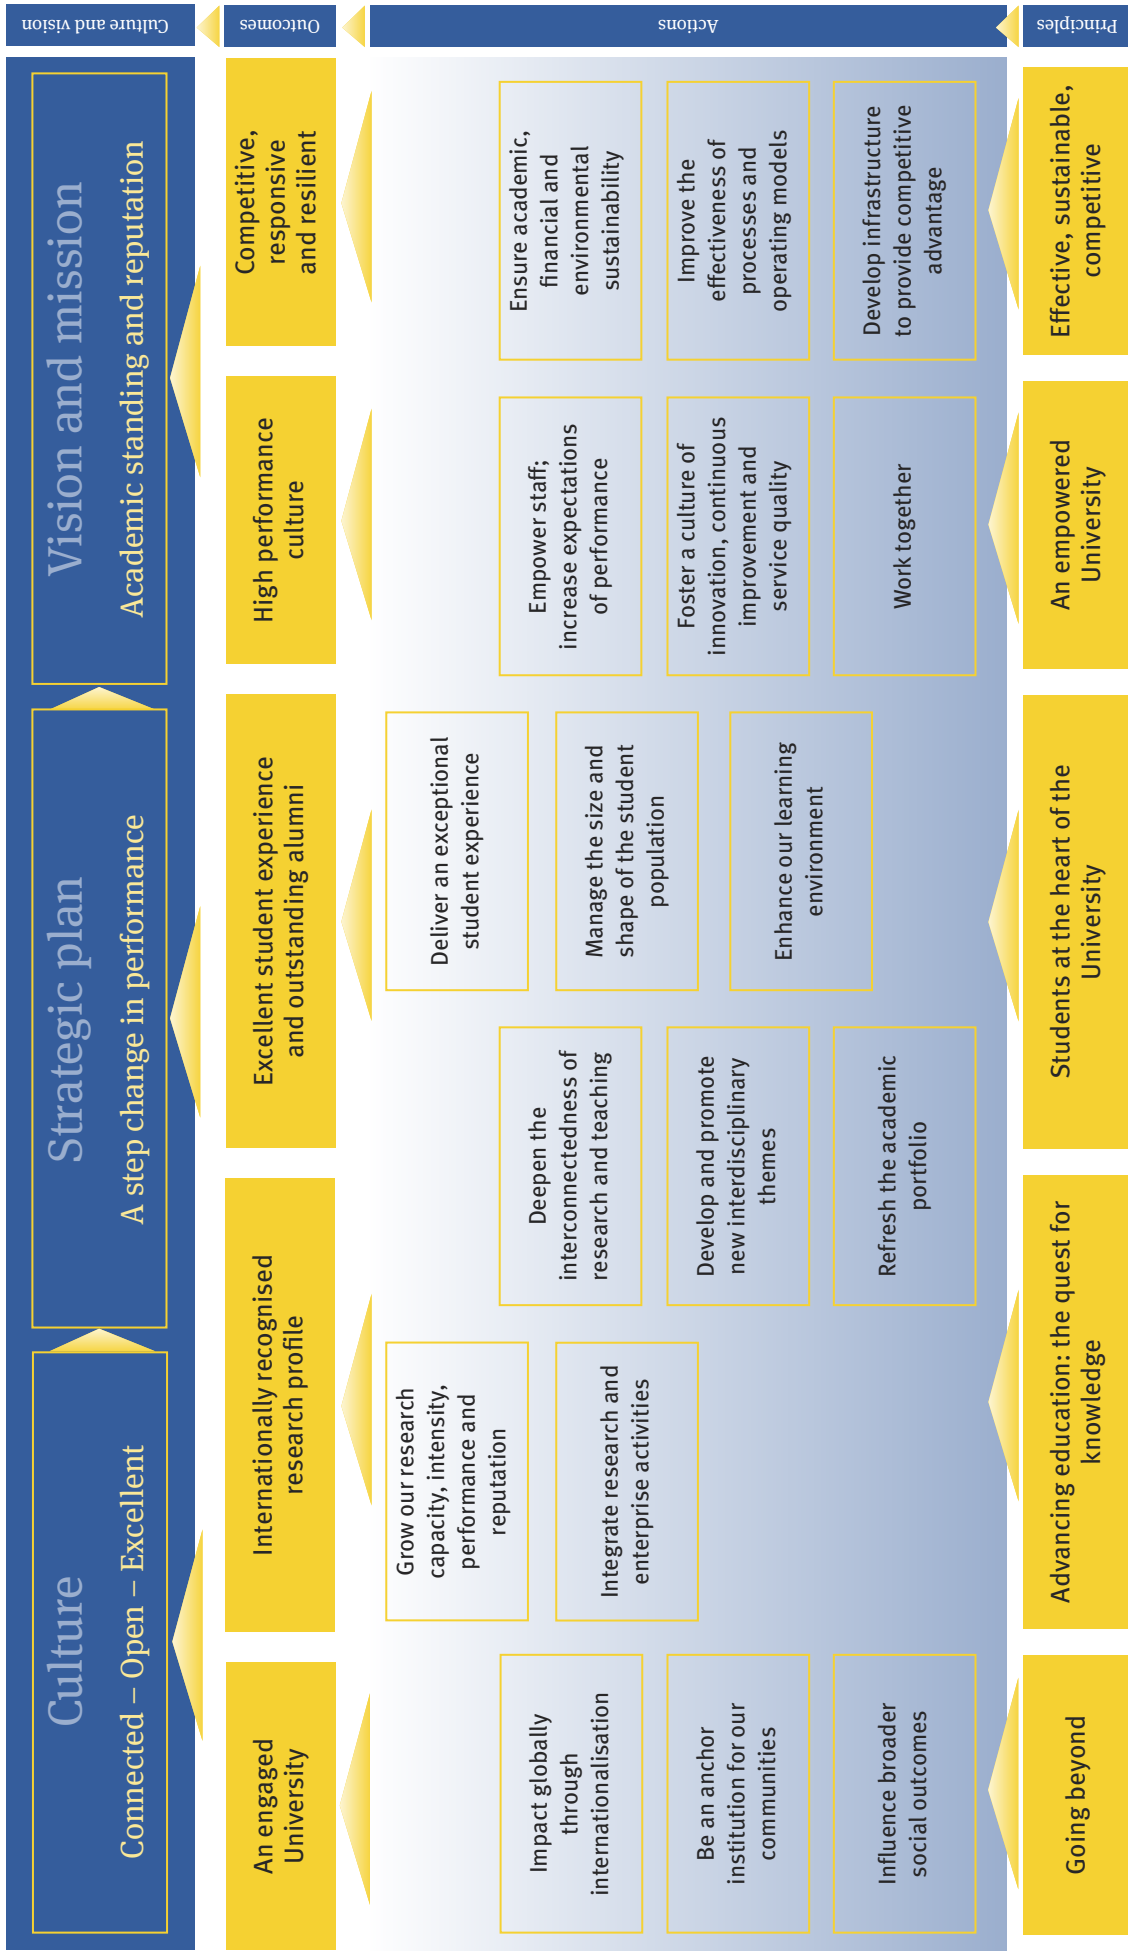 Culture and vision
Culture
Connected – Open – Excellent
Strategic plan
A step change in performance
Vision and mission
Academic standing and reputation
Outcomes
An engaged
University
Internationally recognised
research profile
Excellent student experience
and outstanding alumni
High performance
culture
Competitive,
responsive
and resilient
Actions
Impact globally
through
internationalisation
Be an anchor
institution for our
communities
Influence broader
social outcomes
Grow our research
capacity, intensity,
performance and
reputation
Integrate research and
enterprise activities
Deepen the
interconnectedness of
research and teaching
Develop and promote
new interdisciplinary
themes
Refresh the academic
portfolio
Deliver an exceptional
student experience
Manage the size and
shape of the student
population
Enhance our learning
environment
Empower staff;
increase expectations
of performance
Foster a culture of
innovation, continuous
improvement and
service quality
Work together
Ensure academic,
financial and
environmental
sustainability
Improve the
effectiveness of
processes and
operating models
Develop infrastructure
to provide competitive
advantage
Principles
Going beyond
Advancing education: the quest for
knowledge
Students at the heart of the
University
An empowered
University
Effective, sustainable,
competitive